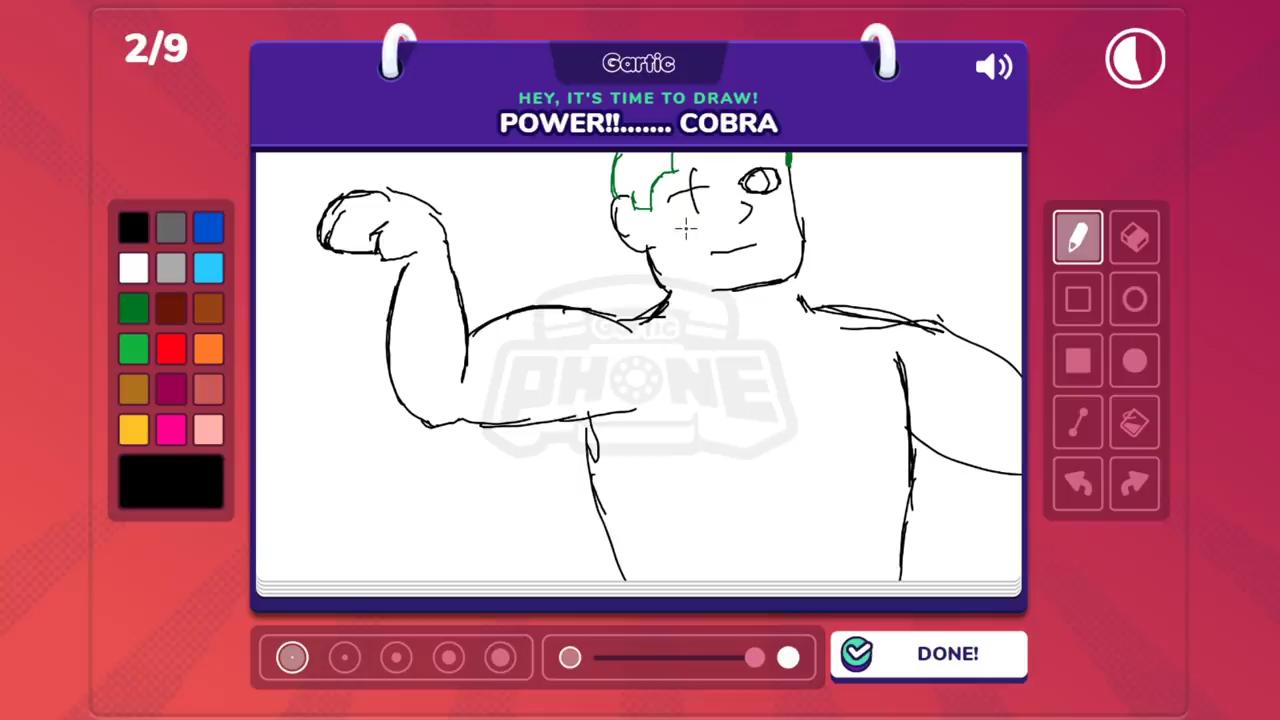 2/9
Gartic
HEY, IT'S TIME TO DRAW!
POWER!!....... COBRA
Gartic
PHONE
DONE!